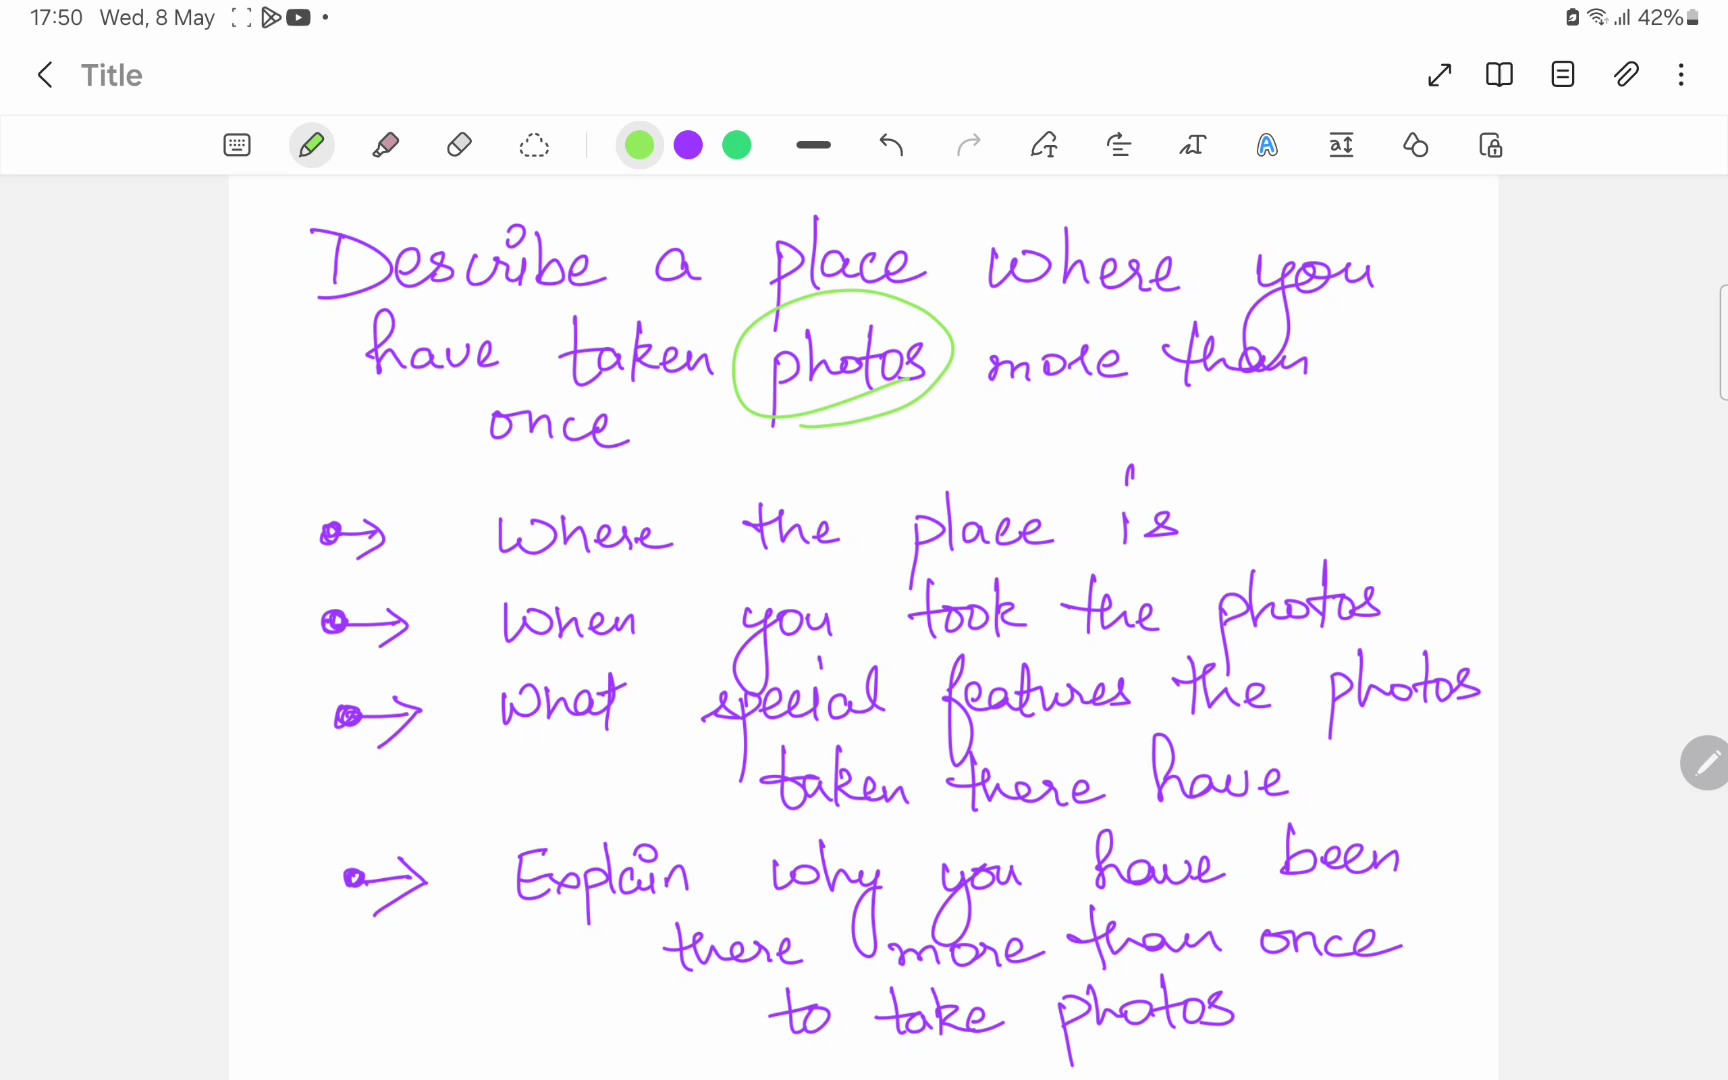 17:50 Wed, 8 May 42%
Title
Describe a place where you
have taken photos more than
once
where the place is
when you took the photos
what special features the photos
taken there have
Explain why you have been
there more than once
to take photos